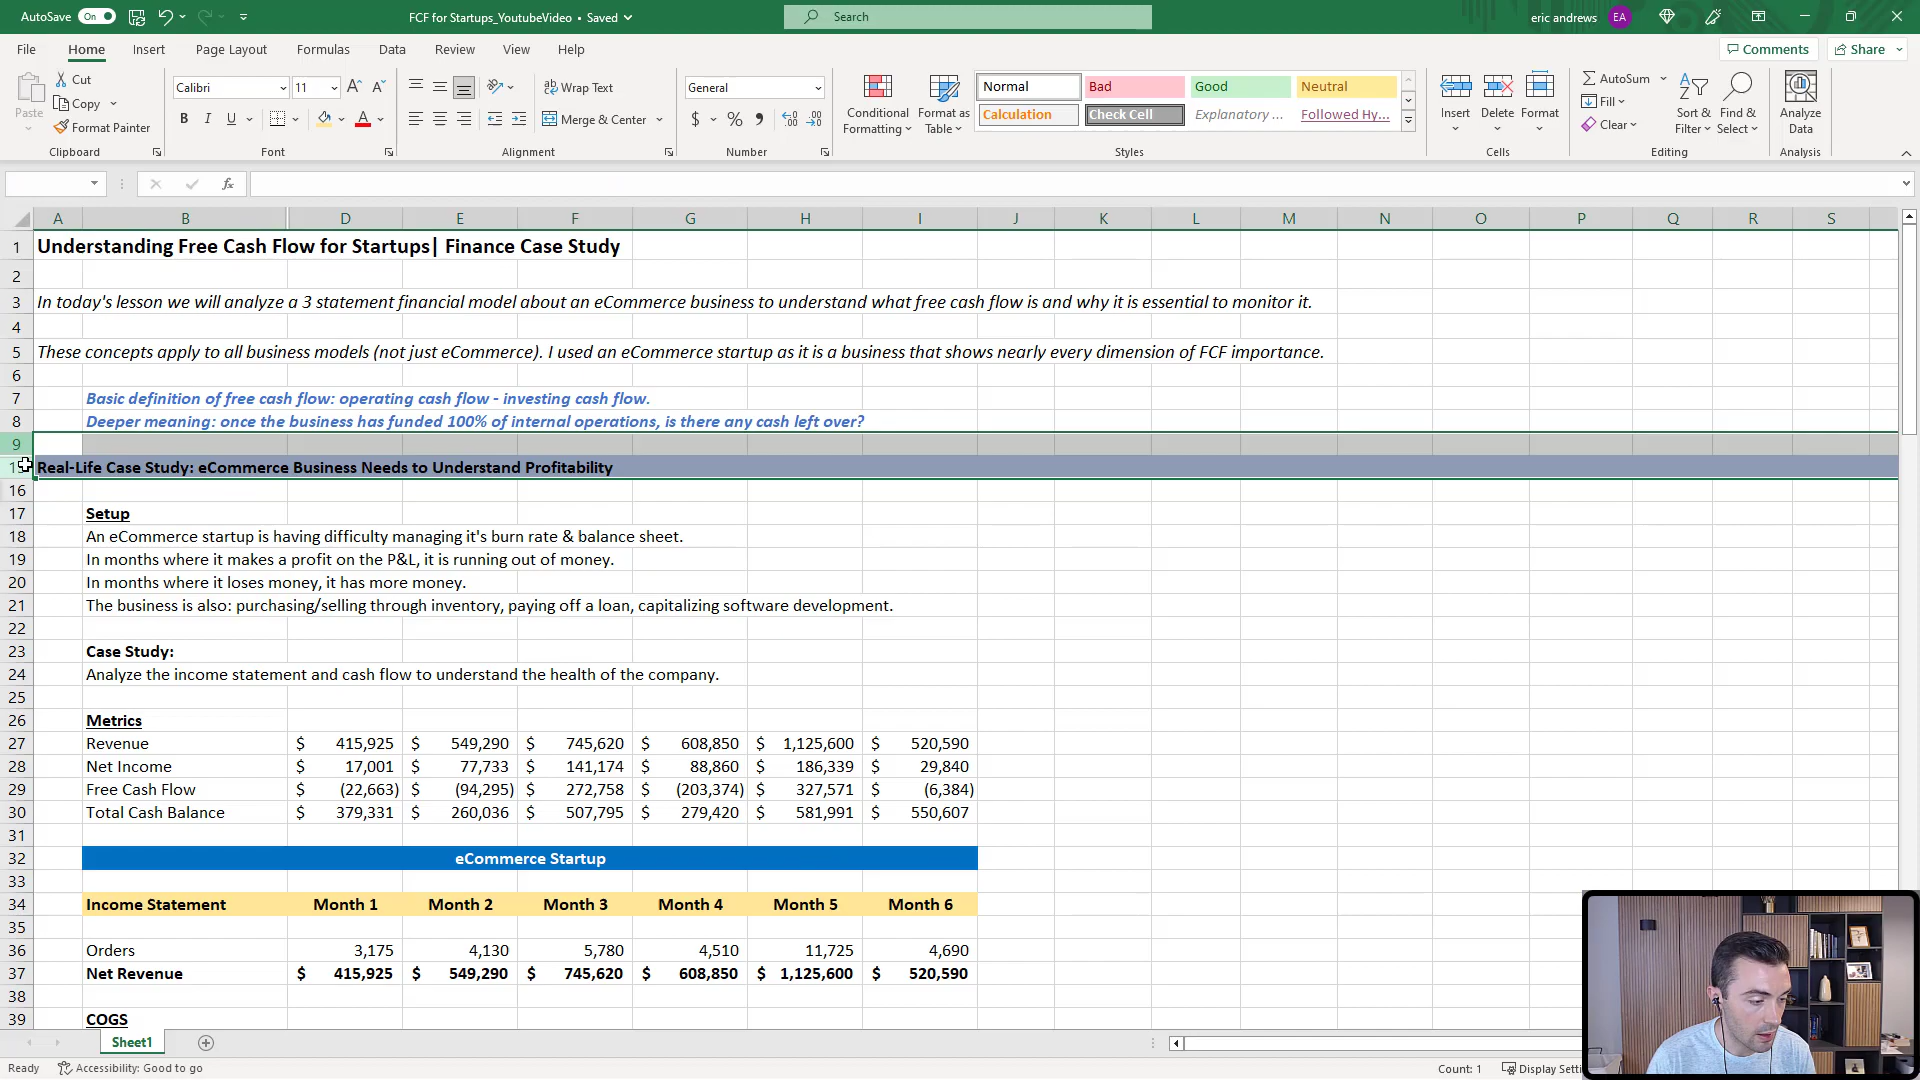 AutoSave On FCF for Startups_YoutubeVideo • Saved Search eric andrews EA
File Home Insert Page Layout Formulas Data Review View Help Comments Share
Paste Cut Copy Format Painter Clipboard
Calibri 11 B I U A Font
Wrap Text Merge & Center Alignment
General $ % Number
Conditional Formatting Format as Table
Normal Bad Good Neutral
Calculation Check Cell Explanatory ... Followed Hy...
Styles
Insert Delete Format Cells
AutoSum Fill Clear Sort & Filter Find & Select Editing
Analyze Data Analysis
fx
A B D E F G H I J K L M N O P Q R S
1 Understanding Free Cash Flow for Startups| Finance Case Study
2
3 In today's lesson we will analyze a 3 statement financial model about an eCommerce business to understand what free cash flow is and why it is essential to monitor it.
4
5 These concepts apply to all business models (not just eCommerce). I used an eCommerce startup as it is a business that shows nearly every dimension of FCF importance.
6
7 Basic definition of free cash flow: operating cash flow - investing cash flow.
8 Deeper meaning: once the business has funded 100% of internal operations, is there any cash left over?
9
Real-Life Case Study: eCommerce Business Needs to Understand Profitability
16
17 Setup
18 An eCommerce startup is having difficulty managing it's burn rate & balance sheet.
19 In months where it makes a profit on the P&L, it is running out of money.
20 In months where it loses money, it has more money.
21 The business is also: purchasing/selling through inventory, paying off a loan, capitalizing software development.
22
23 Case Study:
24 Analyze the income statement and cash flow to understand the health of the company.
25
26 Metrics
27 Revenue $ 415,925 $ 549,290 $ 745,620 $ 608,850 $ 1,125,600 $ 520,590
28 Net Income $ 17,001 $ 77,733 $ 141,174 $ 88,860 $ 186,339 $ 29,840
29 Free Cash Flow $ (22,663) $ (94,295) $ 272,758 $ (203,374) $ 327,571 $ (6,384)
30 Total Cash Balance $ 379,331 $ 260,036 $ 507,795 $ 279,420 $ 581,991 $ 550,607
31
32 eCommerce Startup
33
34 Income Statement Month 1 Month 2 Month 3 Month 4 Month 5 Month 6
35
36 Orders 3,175 4,130 5,780 4,510 11,725 4,690
37 Net Revenue $ 415,925 $ 549,290 $ 745,620 $ 608,850 $ 1,125,600 $ 520,590
38
39 COGS
Sheet1
Ready Accessibility: Good to go Count: 1 Display Setti